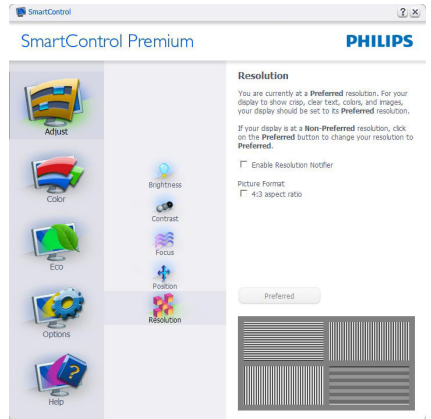 SmartControl
SmartControl Premium
PHILIPS
Adjust
Color
Eco
Options
Help
Brightness
Contrast
Focus
Position
Resolution
Resolution
You are currently at a Preferred resolution. For your
display to show crisp, clear text, colors, and images,
your display should be set to its Preferred resolution.
If your display is at a Non-Preferred resolution, click
on the Preferred button to change your resolution to
Preferred.
Enable Resolution Notifier
Picture Format
4:3 aspect ratio
Preferred